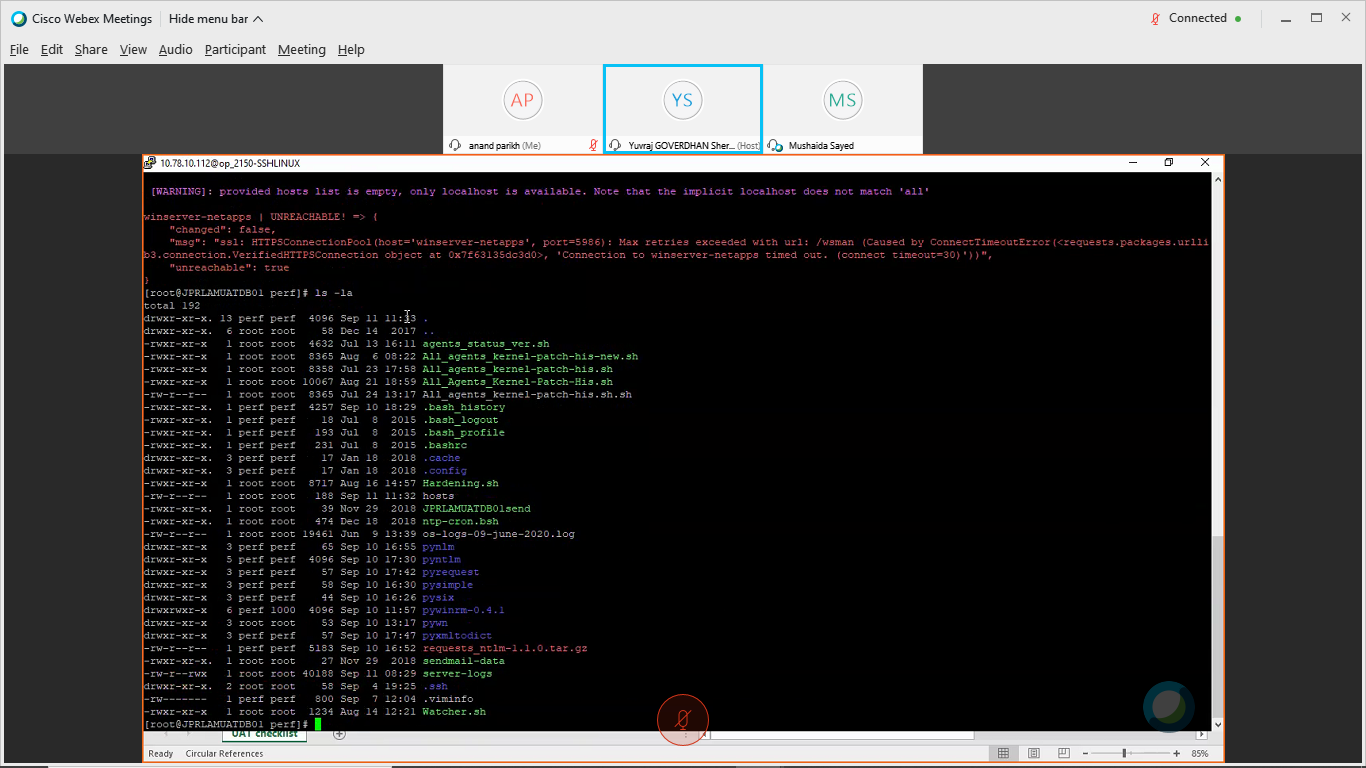 Cisco Webex Meetings
Hide menu bar
Connected
File Edit Share View Audio Participant Meeting Help
AP
YS
MS
anand parikh (Me)
Yuvraj GOVERDHAN Sher... (Host)
Mushaida Sayed
10.78.10.112@op_2150-SSHLINUX
[WARNING]: provided hosts list is empty, only localhost is available. Note that the implicit localhost does not match 'all'
winserver-netapps | UNREACHABLE! => {
"changed": false,
"msg": "ssl: HTTPSConnectionPool(host='winserver-netapps', port=5986): Max retries exceeded with url: /wsman (Caused by ConnectTimeoutError(<requests.packages.urlli
b3.connection.VerifiedHTTPSConnection object at 0x7f63135dc3d0>, 'Connection to winserver-netapps timed out. (connect timeout=30)'))",
"unreachable": true
}
[root@JPRLAMUATDB01 perf]# ls -la
total 192
drwxr-xr-x. 13 perf perf 4096 Sep 11 11:33 .
drwxr-xr-x. 6 root root 58 Dec 14 2017 ..
-rwxr-xr-x 1 root root 4632 Jul 13 16:11 agents_status_ver.sh
-rwxr-xr-x 1 root root 8365 Aug 6 08:22 All_agents_kernel-patch-his-new.sh
-rwxr-xr-x 1 root root 8358 Jul 23 17:58 All_agents_kernel-patch-his.sh
-rwxr-xr-x 1 root root 10067 Aug 21 18:59 All_Agents_Kernel-Patch-His.sh
-rw-r--r-- 1 root root 8365 Jul 24 13:17 All_agents_kernel-patch-his.sh.sh
-rwxr-xr-x. 1 perf perf 4257 Sep 10 18:29 .bash_history
-rwxr-xr-x. 1 perf perf 18 Jul 8 2015 .bash_logout
-rwxr-xr-x. 1 perf perf 193 Jul 8 2015 .bash_profile
-rwxr-xr-x. 1 perf perf 231 Jul 8 2015 .bashrc
drwxr-xr-x. 3 perf perf 17 Jan 18 2018 .cache
drwxr-xr-x. 3 perf perf 17 Jan 18 2018 .config
-rwxr-xr-x 1 root root 8717 Aug 16 14:57 Hardening.sh
-rw-r--r-- 1 root root 188 Sep 11 11:32 hosts
-rwxr-xr-x. 1 root root 39 Nov 29 2018 JPRLAMUATDB01send
-rwxr-xr-x. 1 root root 474 Dec 18 2018 ntp-cron.bsh
-rw-r--r-- 1 root root 19461 Jun 9 13:39 os-logs-09-june-2020.log
drwxr-xr-x 3 perf perf 65 Sep 10 16:55 pynlm
drwxr-xr-x 5 perf perf 4096 Sep 10 17:30 pyntlm
drwxr-xr-x 3 perf perf 57 Sep 10 17:42 pyrequest
drwxr-xr-x 3 perf perf 58 Sep 10 16:30 pysimple
drwxr-xr-x 3 perf perf 44 Sep 10 16:26 pysix
drwxrwxr-x 6 perf 1000 4096 Sep 10 11:57 pywinrm-0.4.1
drwxr-xr-x 3 root root 53 Sep 10 13:17 pywn
drwxr-xr-x 3 perf perf 57 Sep 10 17:47 pyxmltodict
-rw-r--r-- 1 perf perf 5183 Sep 10 16:52 requests_ntlm-1.1.0.tar.gz
-rwxr-xr-x. 1 root root 27 Nov 29 2018 sendmail-data
-rw-r--rwx 1 root root 40188 Sep 11 08:29 server-logs
drwxr-xr-x. 2 root root 58 Sep 4 19:25 .ssh
-rw------- 1 perf perf 800 Sep 7 12:04 .viminfo
-rwxr-xr-x 1 root root 1234 Aug 14 12:21 Watcher.sh
[root@JPRLAMUATDB01 perf]#
UAT checklist
Ready Circular References
85%